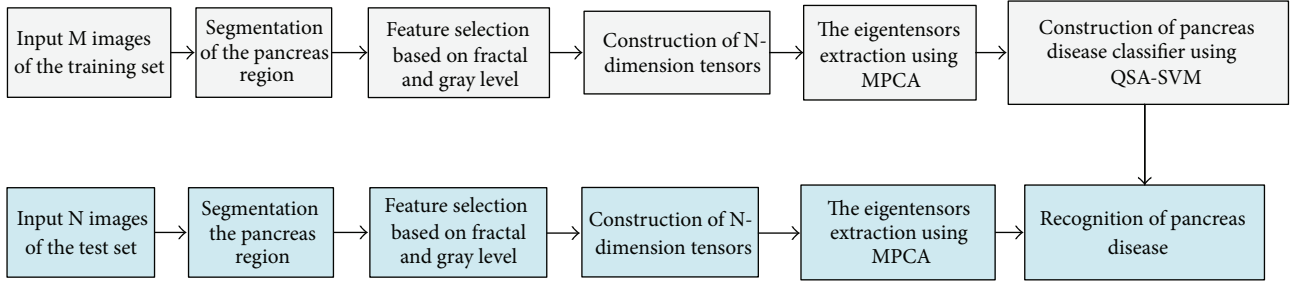 Input M images
of the training set
Segmentation
of the pancreas
region
Feature selection
based on fractal
and gray level
Construction of N-
dimension tensors
The eigentensors
extraction using
MPCA
Construction of pancreas
disease classifier using
QSA-SVM
Input N images
of the test set
Segmentation
the pancreas
region
Feature selection
based on fractal
and gray level
Construction of N-
dimension tensors
The eigentensors
extraction using
MPCA
Recognition of pancreas
disease